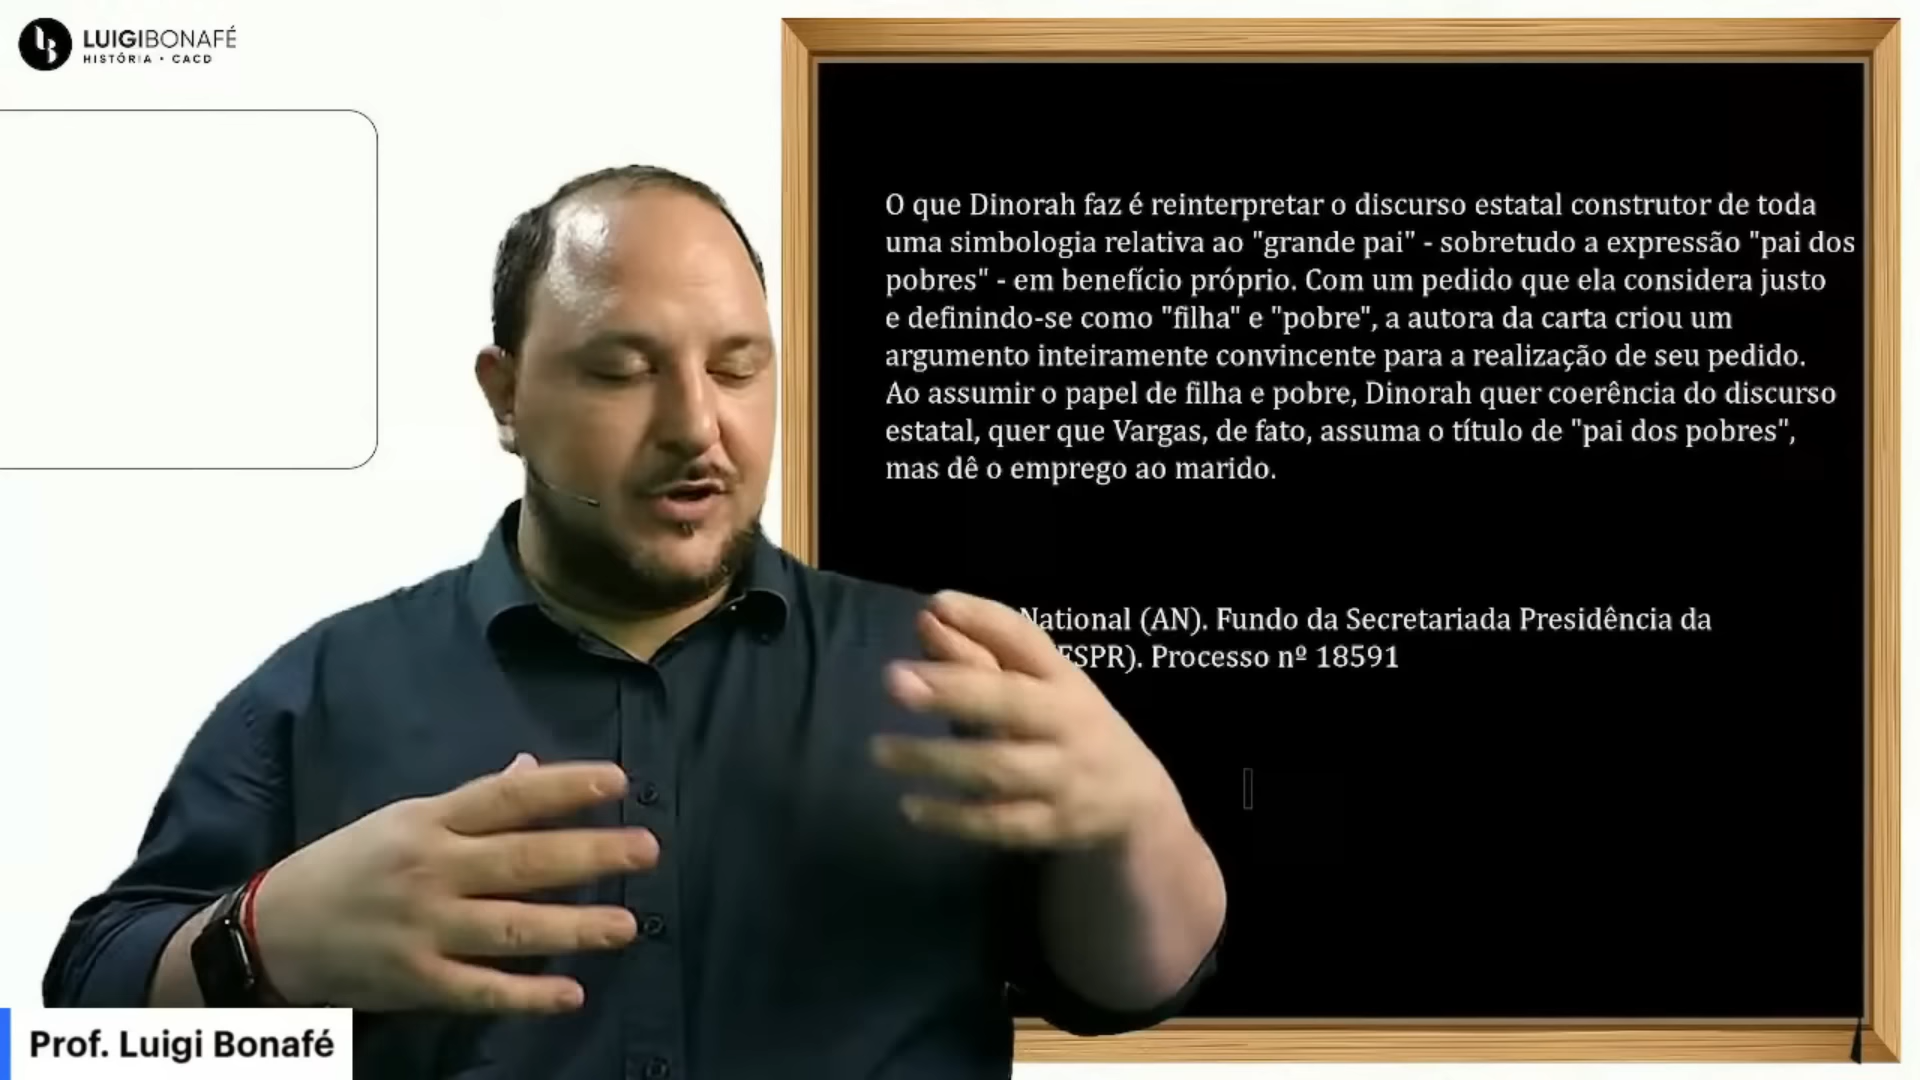 LUIGIBONAFÉ
HISTÓRIA • CACD
O que Dinorah faz é reinterpretar o discurso estatal construtor de toda
uma simbologia relativa ao "grande pai" - sobretudo a expressão "pai dos
pobres" - em benefício próprio. Com um pedido que ela considera justo
e definindo-se como "filha" e "pobre", a autora da carta criou um
argumento inteiramente convincente para a realização de seu pedido.
Ao assumir o papel de filha e pobre, Dinorah quer coerência do discurso
estatal, quer que Vargas, de fato, assuma o título de "pai dos pobres",
mas dê o emprego ao marido.
National (AN). Fundo da Secretariada Presidência da
Processo nº 18591
Prof. Luigi Bonafé